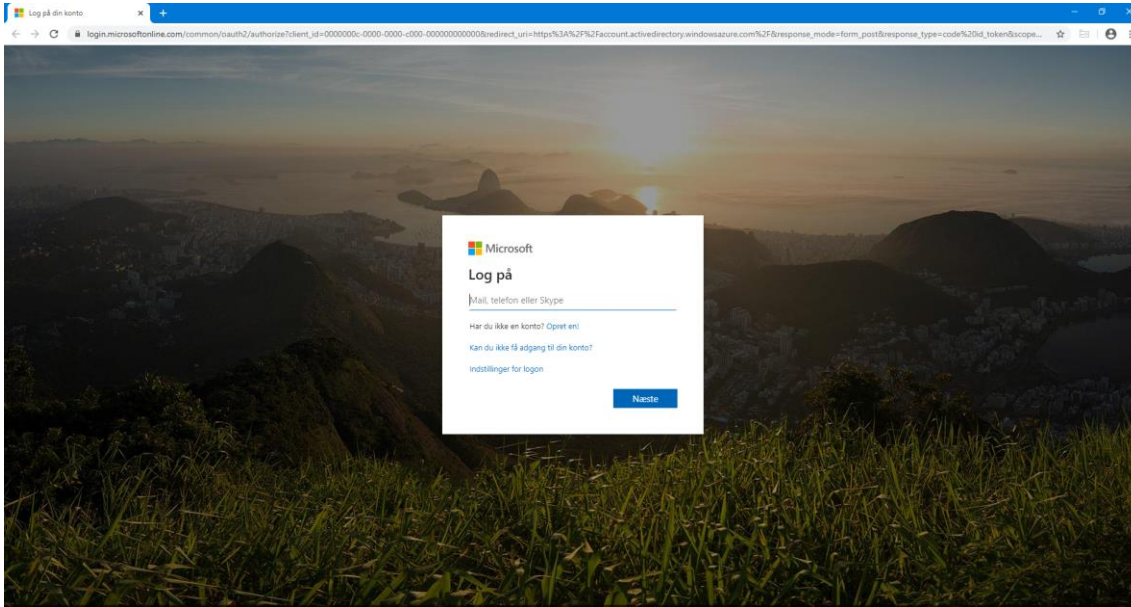 Log på din konto
login.microsoftonline.com/common/oauth2/authorize?client_id=0000000c-0000-0000-c000-000000000000&redirect_uri=https%3A%2F%2Faccount.activedirectory.windowsazure.com%2F&response_mode=form_post&response_type=code%20id_token&scope...
Microsoft
Log på
Mail, telefon eller Skype
Har du ikke en konto? Opret en!
Kan du ikke få adgang til din konto?
Indstillinger for logon
Næste